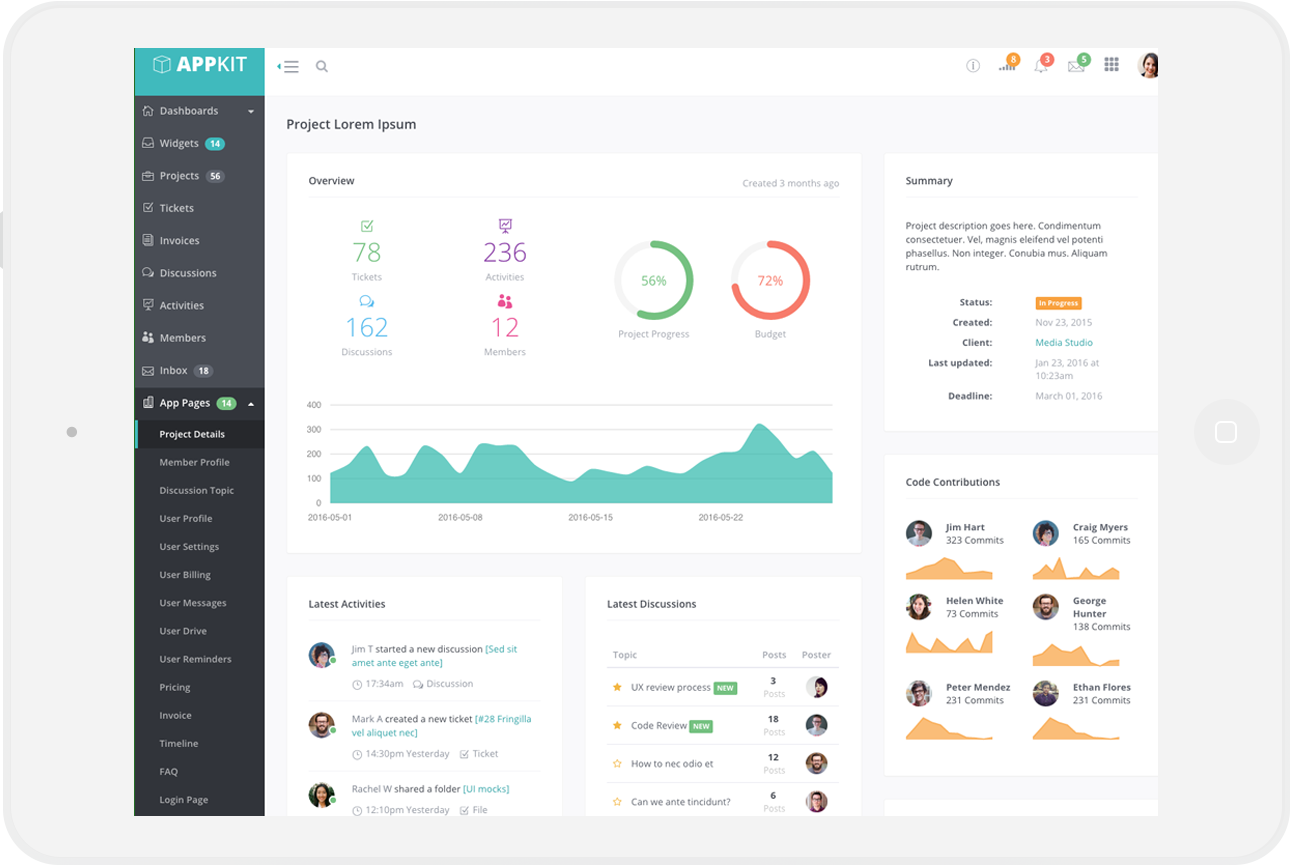 APPKIT
8
3
5
Dashboards
Widgets 14
Projects 56
Tickets
Invoices
Discussions
Activities
Members
Inbox 18
App Pages 14
Project Details
Member Profile
Discussion Topic
User Profile
User Settings
User Billing
User Messages
User Drive
User Reminders
Pricing
Invoice
Timeline
FAQ
Login Page
Project Lorem Ipsum
Overview
Created 3 months ago
78
Tickets
236
Activities
162
Discussions
12
Members
56%
Project Progress
72%
Budget
400
300
200
100
0
2016-05-01
2016-05-08
2016-05-15
2016-05-22
Summary
Project description goes here. Condimentum
consectetuer. Vel, magnis eleifend vel potenti
phasellus. Non integer. Conubia mus. Aliquam
rutrum.
Status: In Progress
Created: Nov 23, 2015
Client: Media Studio
Last updated: Jan 23, 2016 at
10:23am
Deadline: March 01, 2016
Code Contributions
Jim Hart
323 Commits
Craig Myers
165 Commits
Helen White
73 Commits
George
Hunter
138 Commits
Peter Mendez
231 Commits
Ethan Flores
231 Commits
Latest Activities
Jim T started a new discussion [Sed sit
amet ante eget ante]
17:34am Discussion
Mark A created a new ticket [#28 Fringilla
vel aliquet nec]
14:30pm Yesterday Ticket
Rachel W shared a folder [UI mocks]
12:10pm Yesterday File
Latest Discussions
Topic Posts Poster
UX review process NEW
3
Posts
Code Review NEW
18
Posts
How to nec odio et
12
Posts
Can we ante tincidunt?
6
Posts